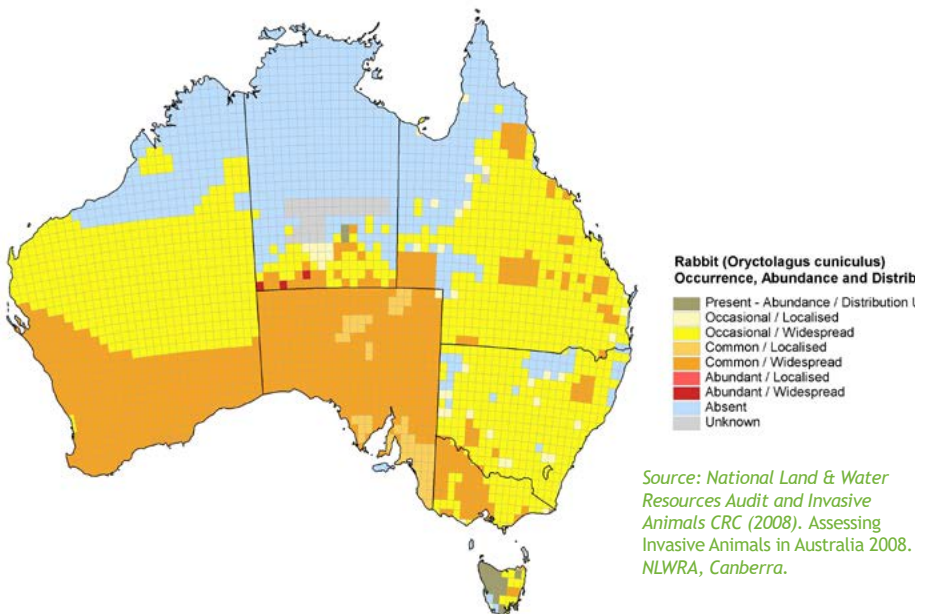 Rabbit (Oryctolagus cuniculus)
Occurrence, Abundance and Distrib
Present - Abundance / Distribution
Occasional / Localised
Occasional / Widespread
Common / Localised
Common / Widespread
Abundant / Localised
Abundant / Widespread
Absent
Unknown
Source: National Land & Water
Resources Audit and Invasive
Animals CRC (2008). Assessing
Invasive Animals in Australia 2008.
NLWRA, Canberra.